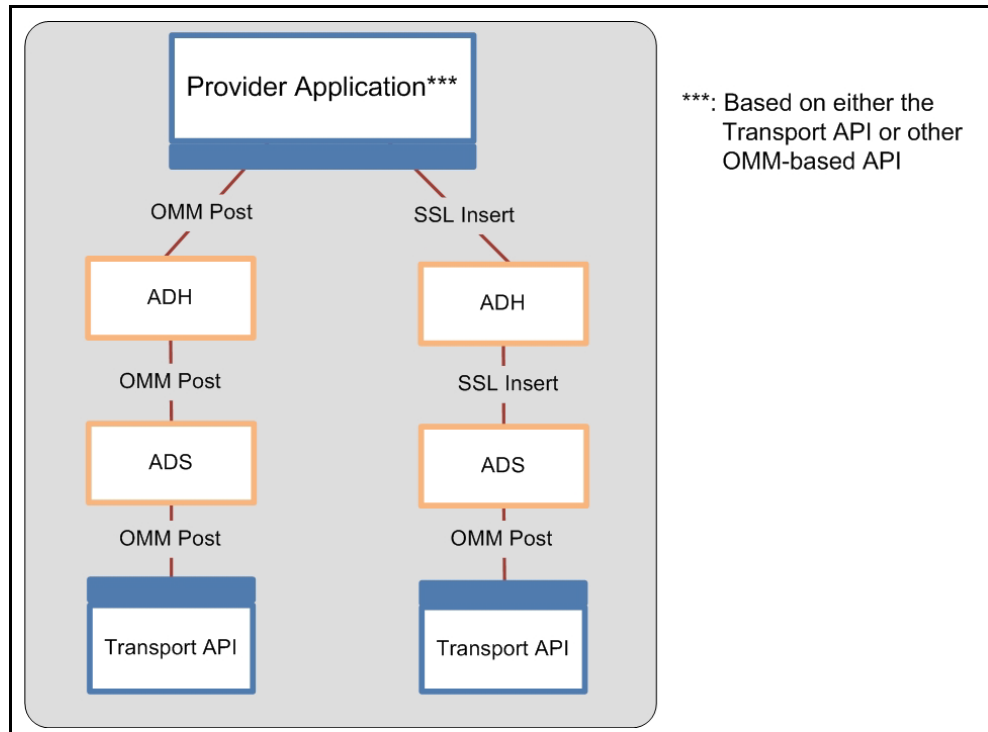 Provider Application***
***: Based on either the
Transport API or other
OMM-based API
OMM Post
SSL Insert
ADH
ADH
OMM Post
SSL Insert
ADS
ADS
OMM Post
OMM Post
Transport API
Transport API